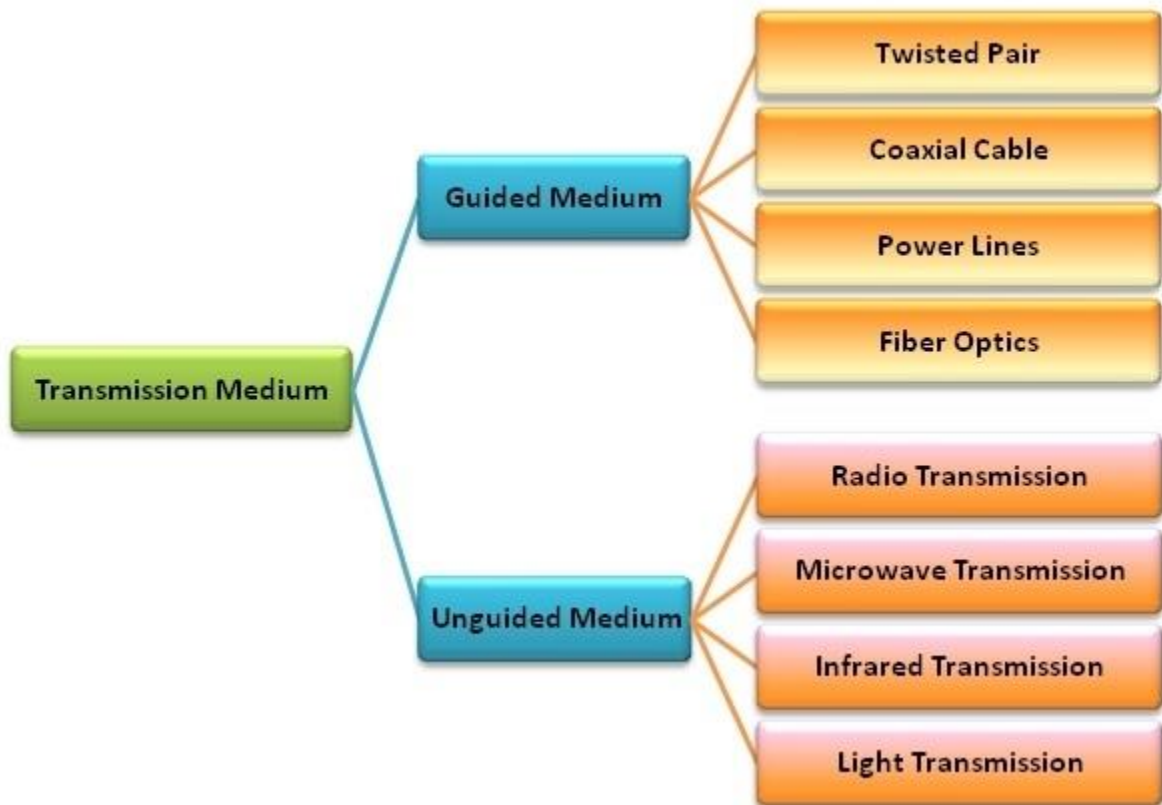 Transmission Medium
Guided Medium
Twisted Pair
Coaxial Cable
Power Lines
Fiber Optics
Unguided Medium
Radio Transmission
Microwave Transmission
Infrared Transmission
Light Transmission